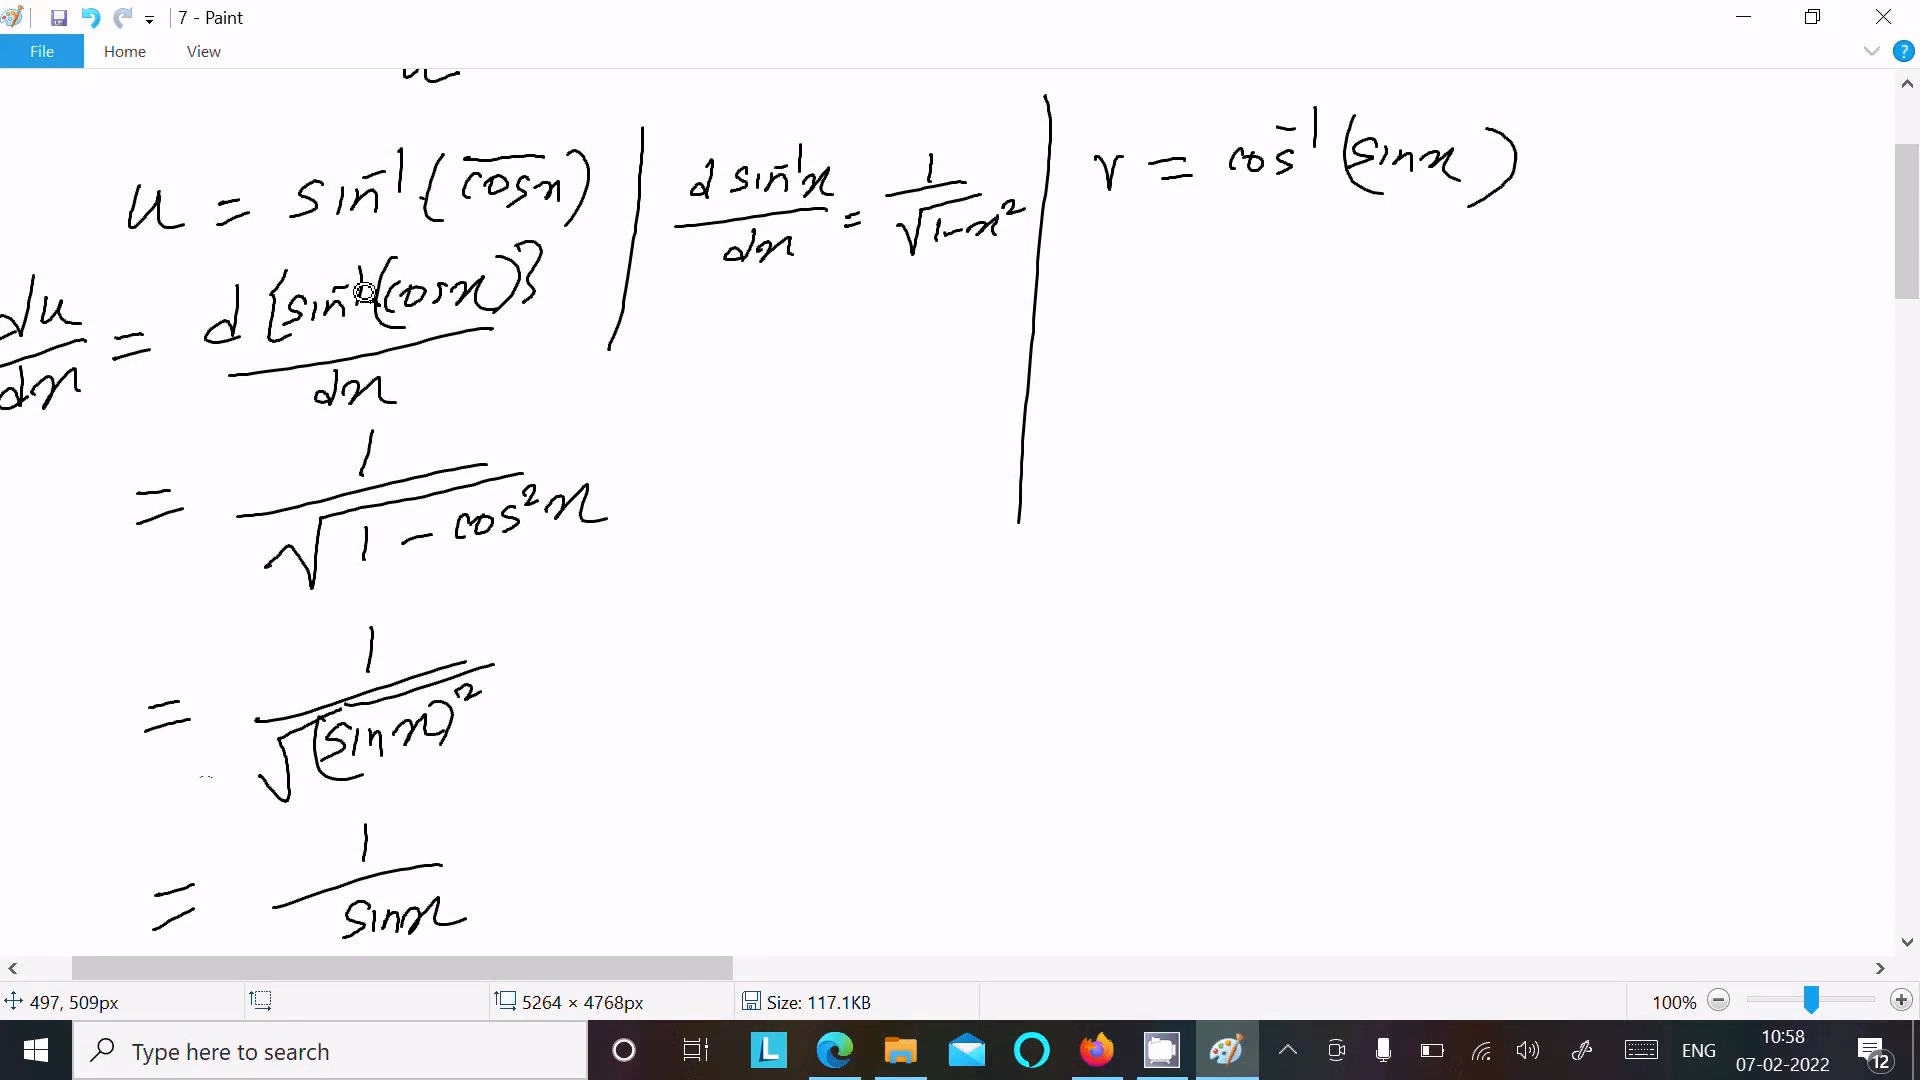 7 - Paint
File Home View
u
u = sin⁻¹(cosx)
d sin⁻¹x / dx = 1 / √1-x²
v = cos⁻¹(sinx)
du / dx = d {sin⁻¹(cosx)} / dx
= 1 / √1 - cos²x
= 1 / √(sinx)²
= 1 / sinx
497, 509px 5264 × 4768px Size: 117.1KB 100%
Type here to search
L
ENG
10:58
07-02-2022
12